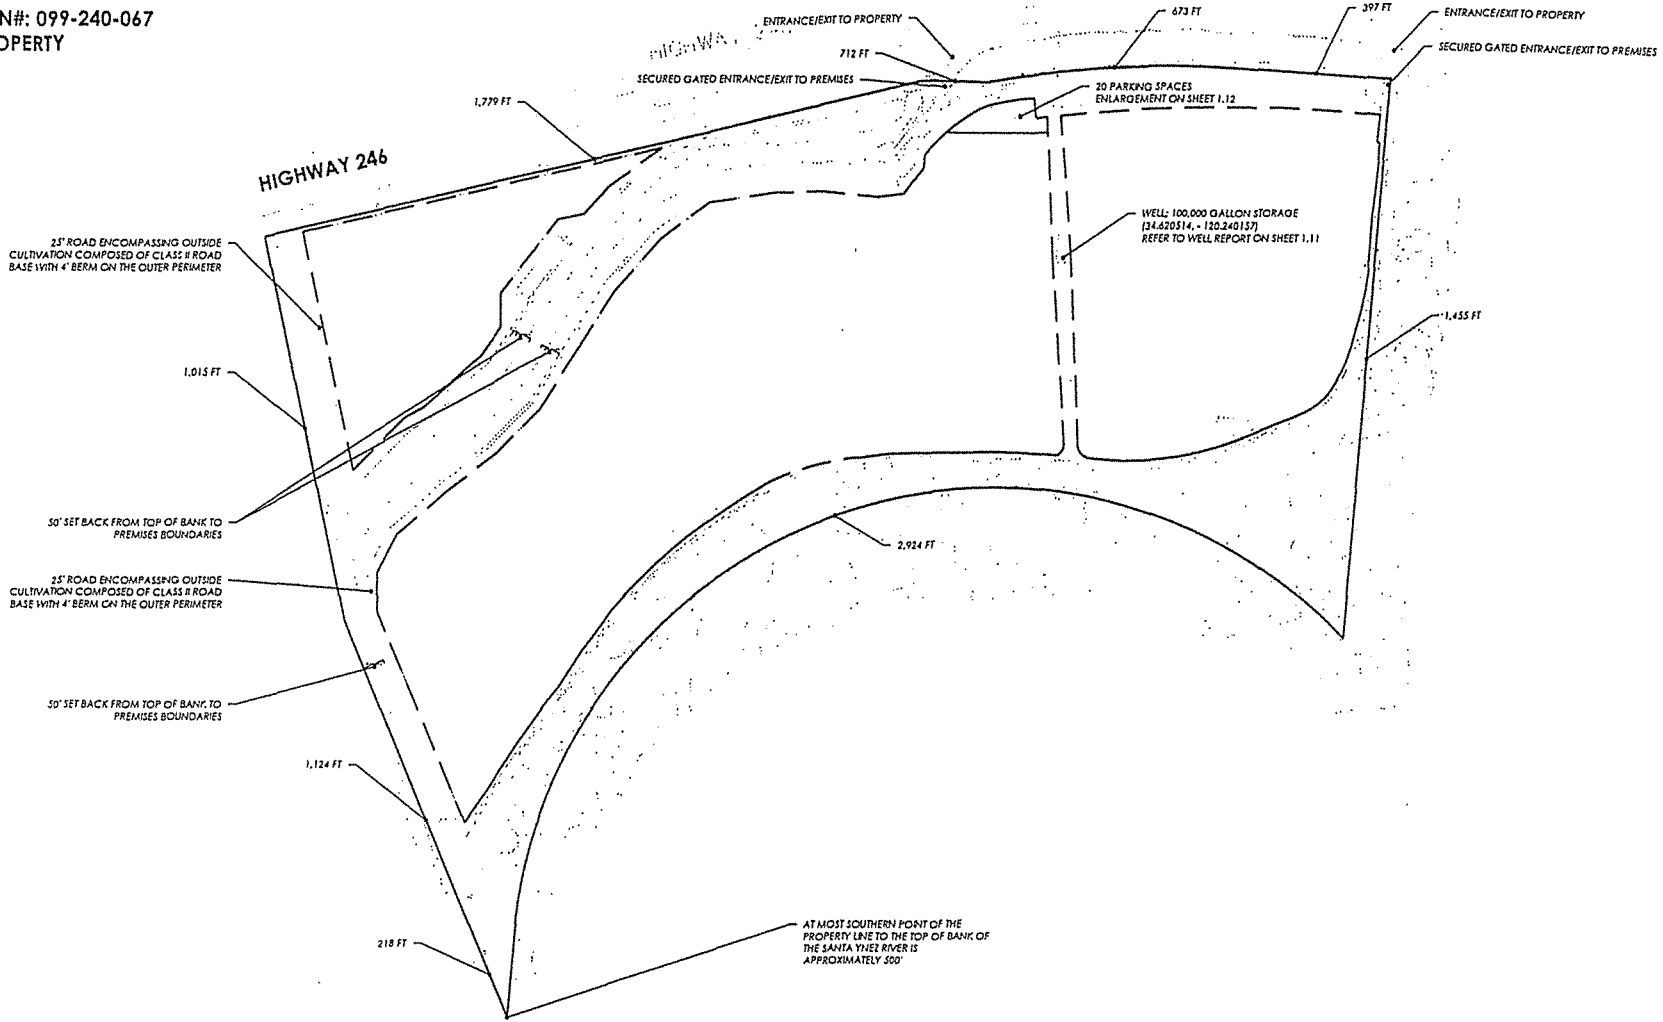 N#: 099-240-067
OPERTY
ENTRANCE/EXIT TO PROPERTY
673 FT
397 FT
ENTRANCE/EXIT TO PROPERTY
712 FT
SECURED GATED ENTRANCE/EXIT TO PREMISES
SECURED GATED ENTRANCE/EXIT TO PREMISES
1,779 FT
20 PARKING SPACES
ENLARGEMENT ON SHEET 1.12
HIGHWAY 246
25' ROAD ENCOMPASSING OUTSIDE
CULTIVATION COMPOSED OF CLASS II ROAD
BASE WITH 4' BERM ON THE OUTER PERIMETER
WELL; 100,000 GALLON STORAGE
(34.620514, -120.240157)
REFER TO WELL REPORT ON SHEET 1.11
1,455 FT
1,015 FT
50' SET BACK FROM TOP OF BANK TO
PREMISES BOUNDARIES
2,924 FT
25' ROAD ENCOMPASSING OUTSIDE
CULTIVATION COMPOSED OF CLASS II ROAD
BASE WITH 4' BERM ON THE OUTER PERIMETER
50' SET BACK FROM TOP OF BANK TO
PREMISES BOUNDARIES
1,124 FT
218 FT
AT MOST SOUTHERN POINT OF THE
PROPERTY LINE TO THE TOP OF BANK OF
THE SANTA YNEZ RIVER IS
APPROXIMATELY 500'